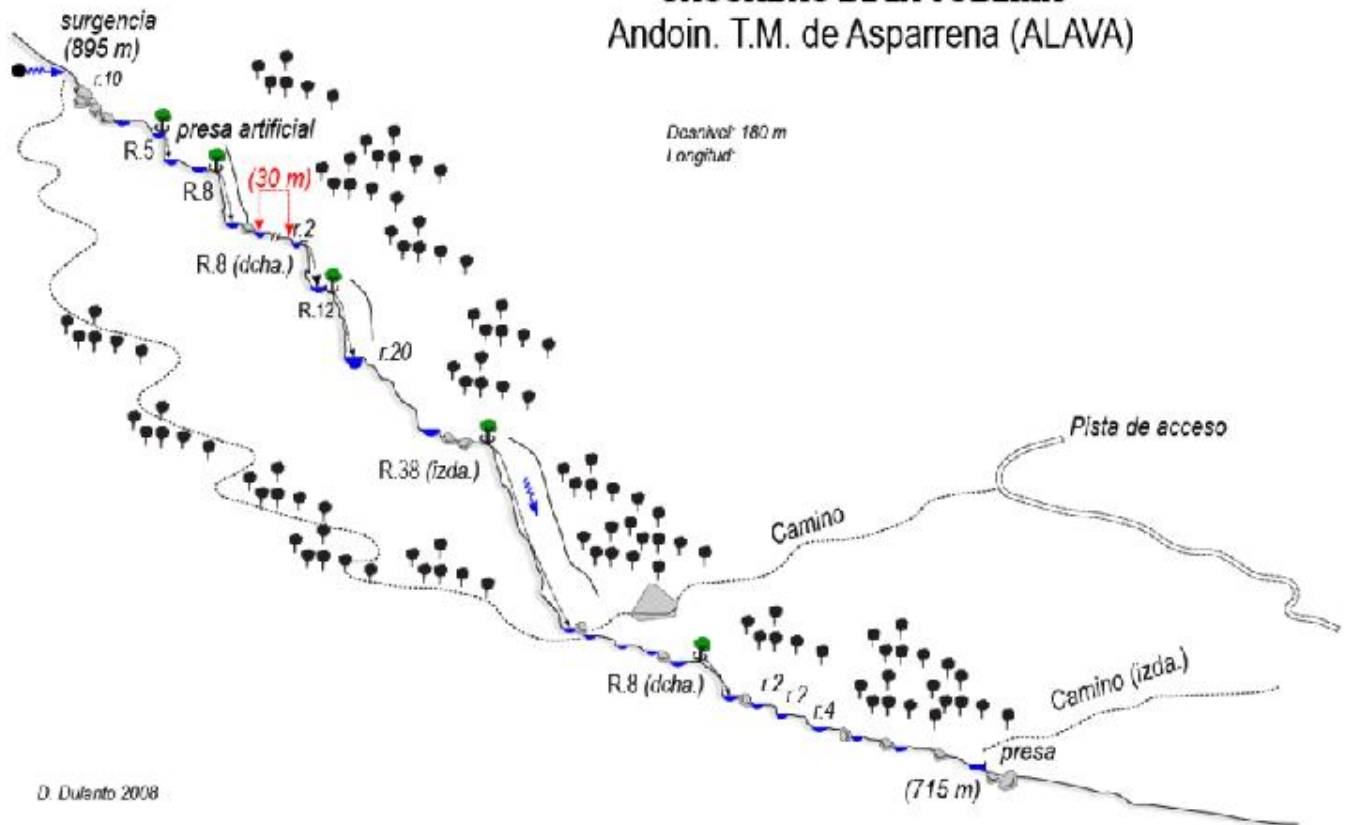 Andoin. T.M. de Asparrena (ALAVA)
surgencia
(895 m)
r.10
Desnivel: 180 m
Longitud:
presa artificial
R.5
R.8
(30 m)
r.2
R.8 (dcha.)
R.12
r.20
R.38 (izda.)
Pista de acceso
Camino
R.8 (dcha.)
r.2
r.2
r.4
Camino (izda.)
presa
(715 m)
D. Dulanto 2008